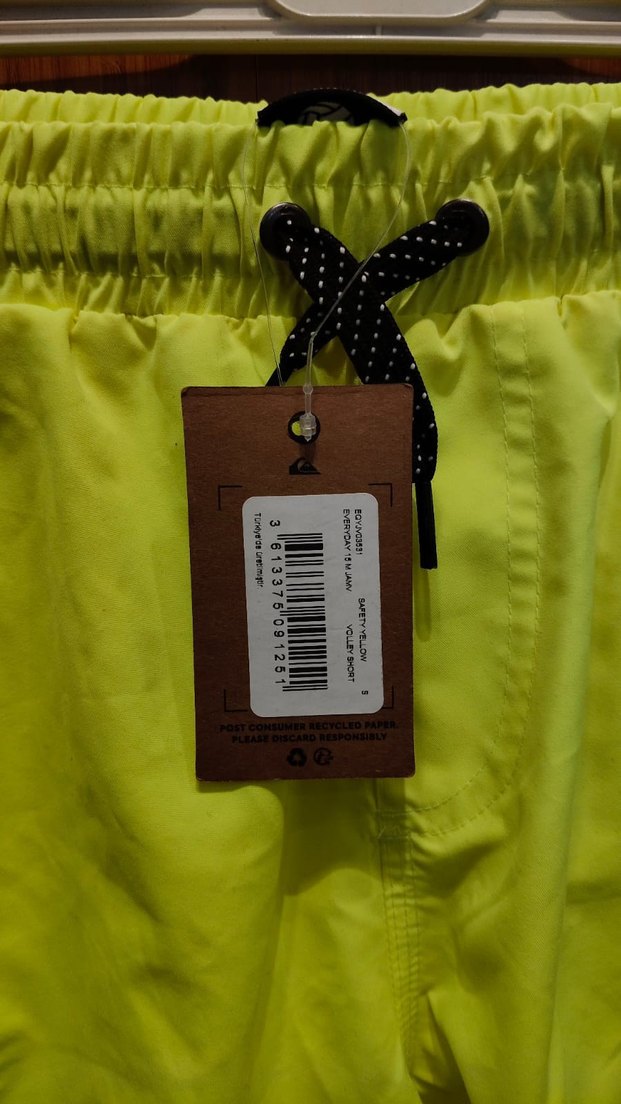 EQYJV03531 SAFETY YELLOW S
EVERYDAY 15 M JAMV VOLLEY SHORT
3 613375 091251
Türkiye'de üretilmiştir
POST CONSUMER RECYCLED PAPER.
PLEASE DISCARD RESPONSIBLY